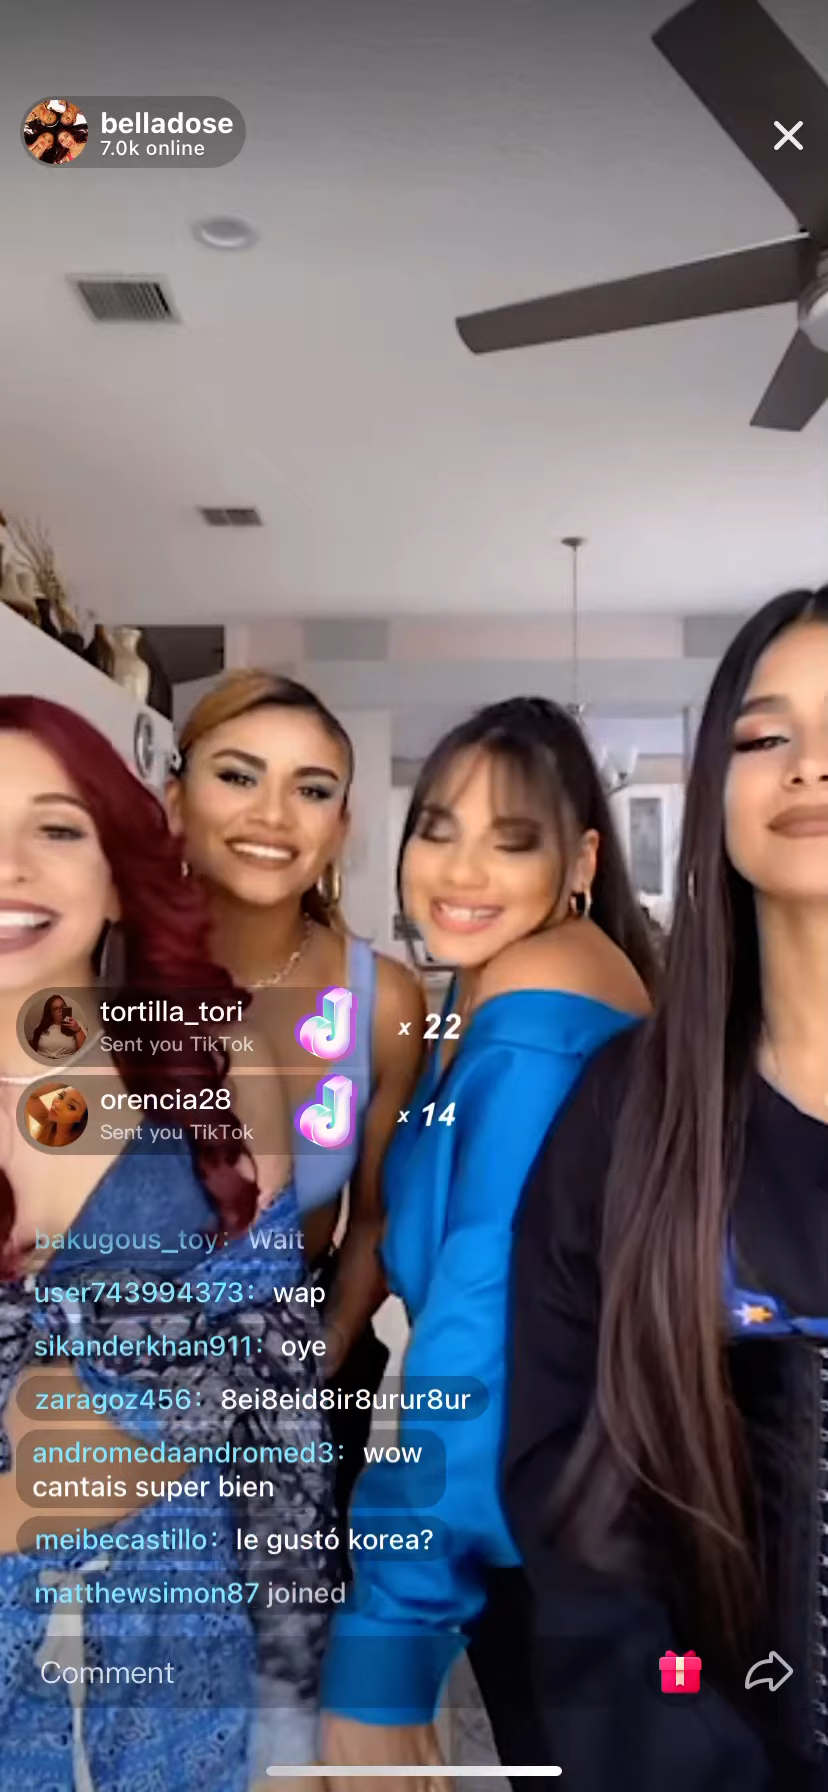 belladose
7.0k online
tortilla_tori
Sent you TikTok
x 22
orencia28
Sent you TikTok
x 14
bakugous_toy: Wait
user743994373: wap
sikanderkhan911: oye
zaragoz456: 8ei8eid8ir8urur8ur
andromedaandromed3: wow
cantais super bien
meibecastillo: le gustó korea?
matthewsimon87 joined
Comment